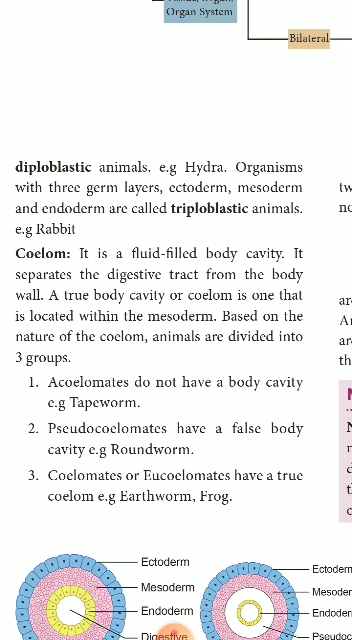 Organ System
Bilateral
diploblastic animals. e.g Hydra. Organisms
with three germ layers, ectoderm, mesoderm
and endoderm are called triploblastic animals.
e.g Rabbit
Coelom: It is a fluid-filled body cavity. It
separates the digestive tract from the body
wall. A true body cavity or coelom is one that
is located within the mesoderm. Based on the
nature of the coelom, animals are divided into
3 groups.
1. Acoelomates do not have a body cavity
e.g Tapeworm.
2. Pseudocoelomates have a false body
cavity e.g Roundworm.
3. Coelomates or Eucoelomates have a true
coelom e.g Earthworm, Frog.
Ectoderm
Mesoderm
Endoderm
Digestive
Ectoderm